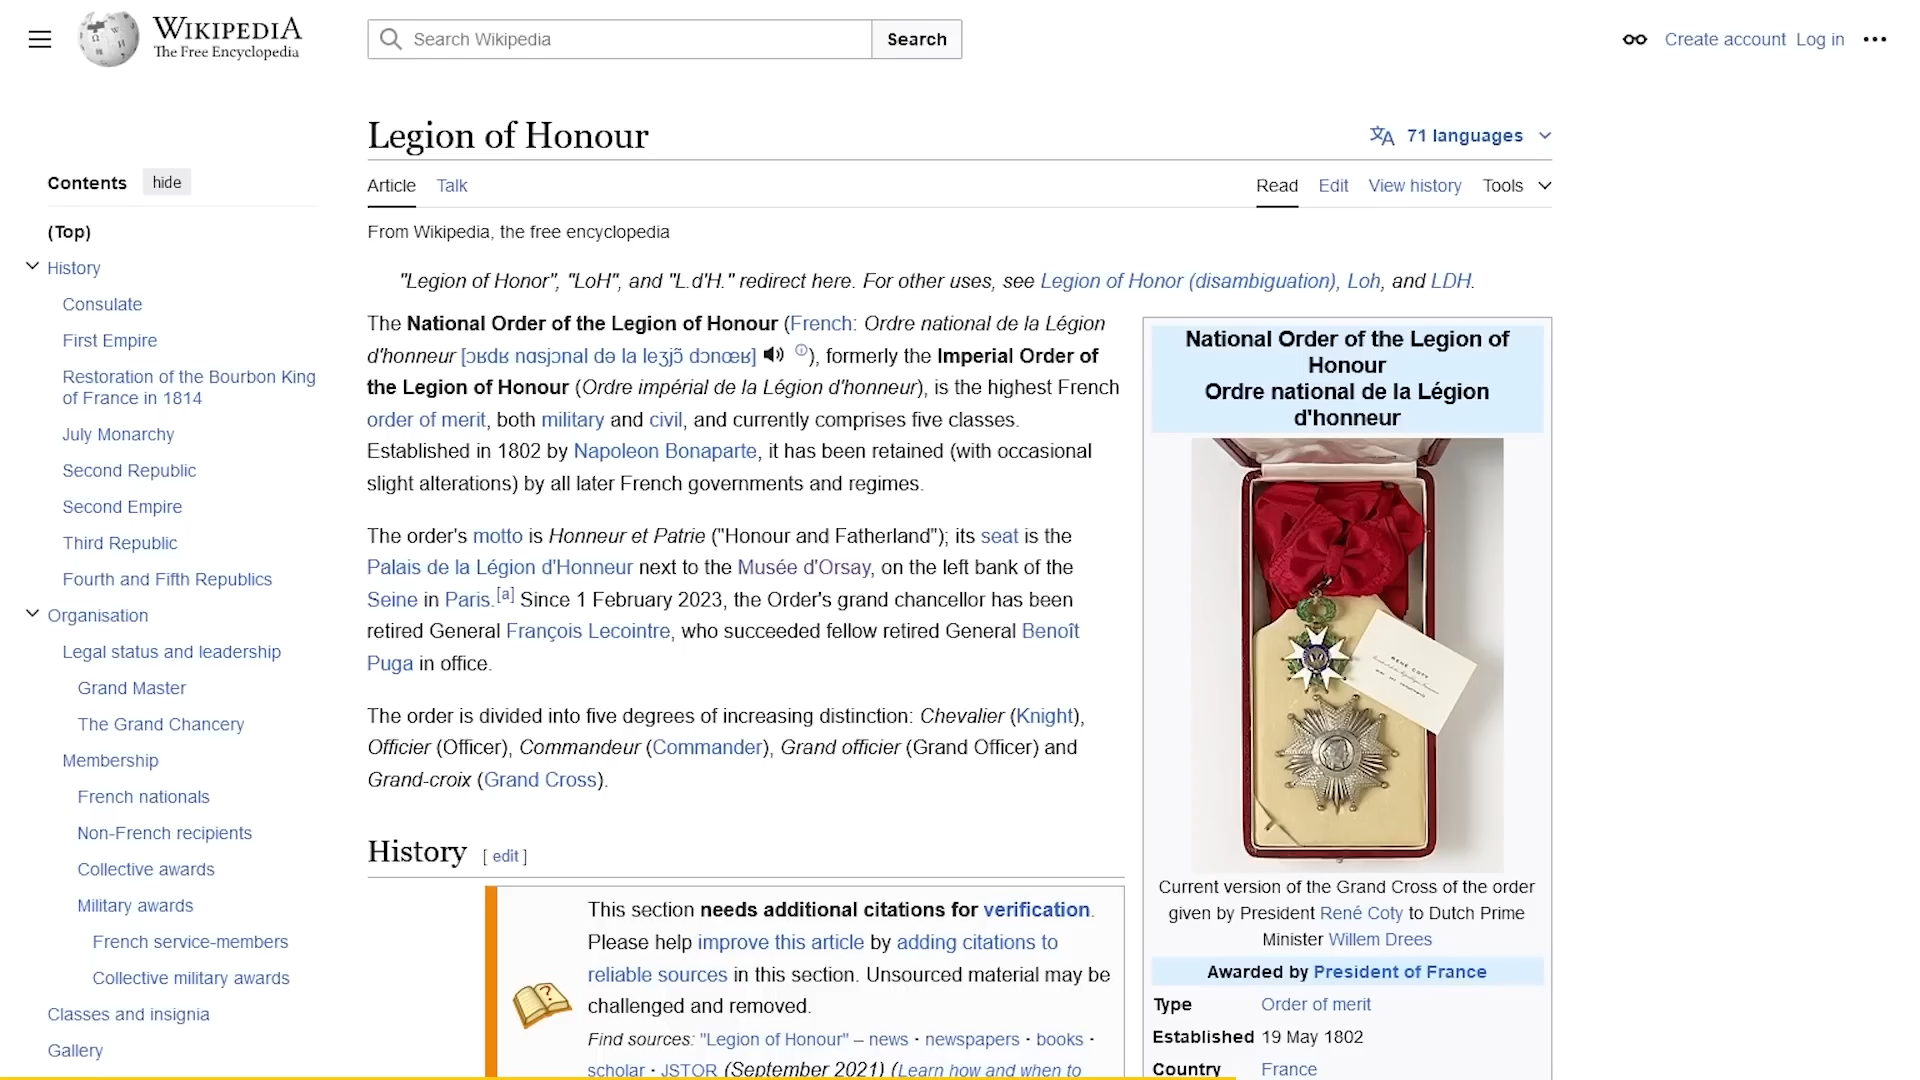 WIKIPEDIA
The Free Encyclopedia
Search Wikipedia
Search
Create account Log in
Contents hide
(Top)
History
Consulate
First Empire
Restoration of the Bourbon King
of France in 1814
July Monarchy
Second Republic
Second Empire
Third Republic
Fourth and Fifth Republics
Organisation
Legal status and leadership
Grand Master
The Grand Chancery
Membership
French nationals
Non-French recipients
Collective awards
Military awards
French service-members
Collective military awards
Classes and insignia
Gallery
Legion of Honour
71 languages
Article Talk
Read Edit View history Tools
From Wikipedia, the free encyclopedia
"Legion of Honor", "LoH", and "L.d'H." redirect here. For other uses, see Legion of Honor (disambiguation), Loh, and LDH.
The National Order of the Legion of Honour (French: Ordre national de la Légion
d'honneur [ɔʁdʁ nɑsjɔnal də la leʒjɔ̃ dɔnœʁ] ), formerly the Imperial Order of
the Legion of Honour (Ordre impérial de la Légion d'honneur), is the highest French
order of merit, both military and civil, and currently comprises five classes.
Established in 1802 by Napoleon Bonaparte, it has been retained (with occasional
slight alterations) by all later French governments and regimes.
The order's motto is Honneur et Patrie ("Honour and Fatherland"); its seat is the
Palais de la Légion d'Honneur next to the Musée d'Orsay, on the left bank of the
Seine in Paris.[a] Since 1 February 2023, the Order's grand chancellor has been
retired General François Lecointre, who succeeded fellow retired General Benoît
Puga in office.
The order is divided into five degrees of increasing distinction: Chevalier (Knight),
Officier (Officer), Commandeur (Commander), Grand officier (Grand Officer) and
Grand-croix (Grand Cross).
History [ edit ]
This section needs additional citations for verification.
Please help improve this article by adding citations to
reliable sources in this section. Unsourced material may be
challenged and removed.
Find sources: "Legion of Honour" – news · newspapers · books ·
scholar · JSTOR (September 2021) (Learn how and when to
National Order of the Legion of
Honour
Ordre national de la Légion
d'honneur
RENÉ COTY
Current version of the Grand Cross of the order
given by President René Coty to Dutch Prime
Minister Willem Drees
Awarded by President of France
Type Order of merit
Established 19 May 1802
Country France